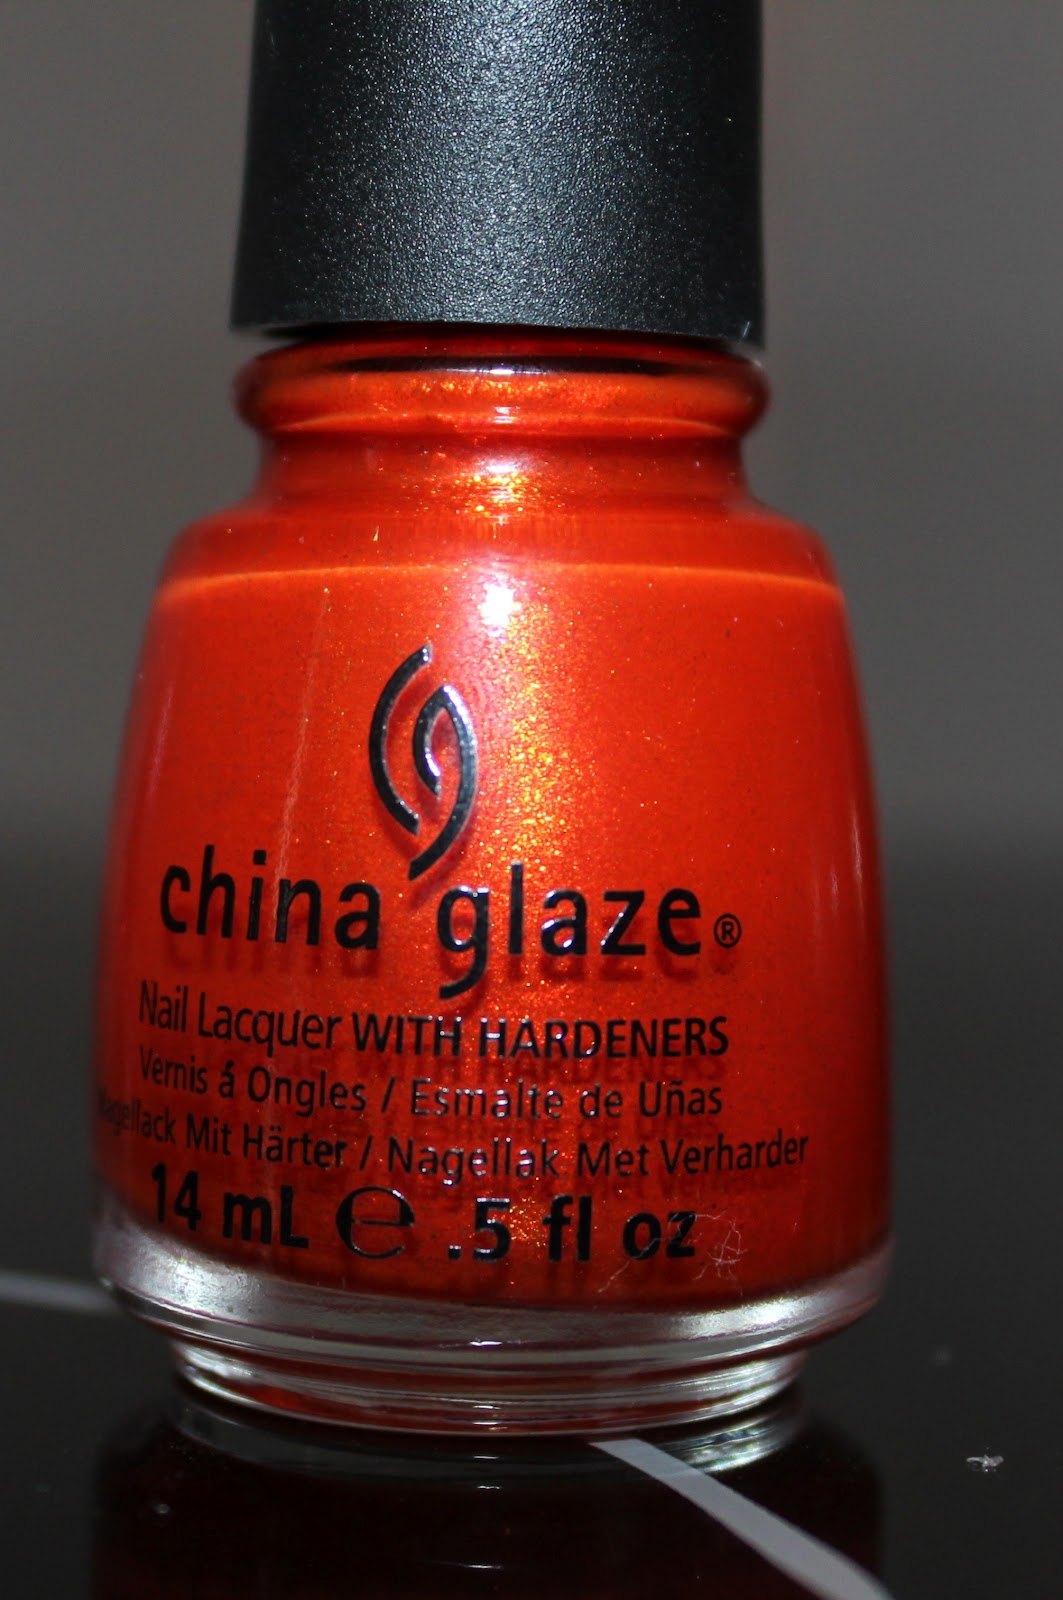 china glaze®
Nail Lacquer WITH HARDENERS
Vernis á Ongles / Esmalte de Uñas
Nagellack Mit Härter / Nagellak Met Verharder
14 mL ℮ .5 fl oz